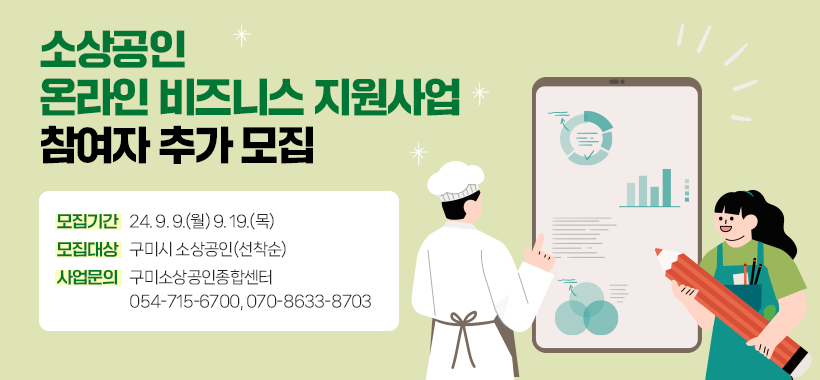 소상공인
온라인 비즈니스 지원사업
참여자 추가 모집
모집기간 24. 9. 9.(월) 9. 19.(목)
모집대상 구미시 소상공인(선착순)
사업문의 구미소상공인종합센터
054-715-6700, 070-8633-8703